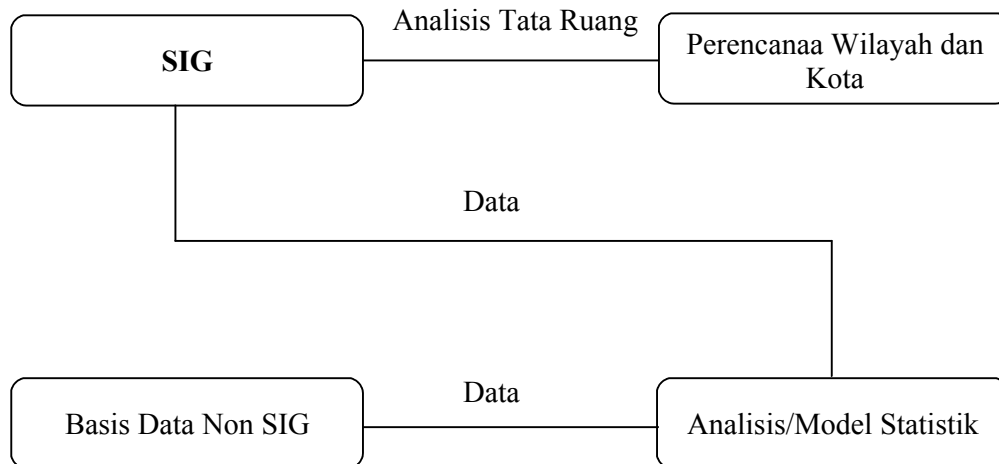 Analisis Tata Ruang
SIG
Perencanaa Wilayah dan
Kota
Data
Data
Basis Data Non SIG
Analisis/Model Statistik